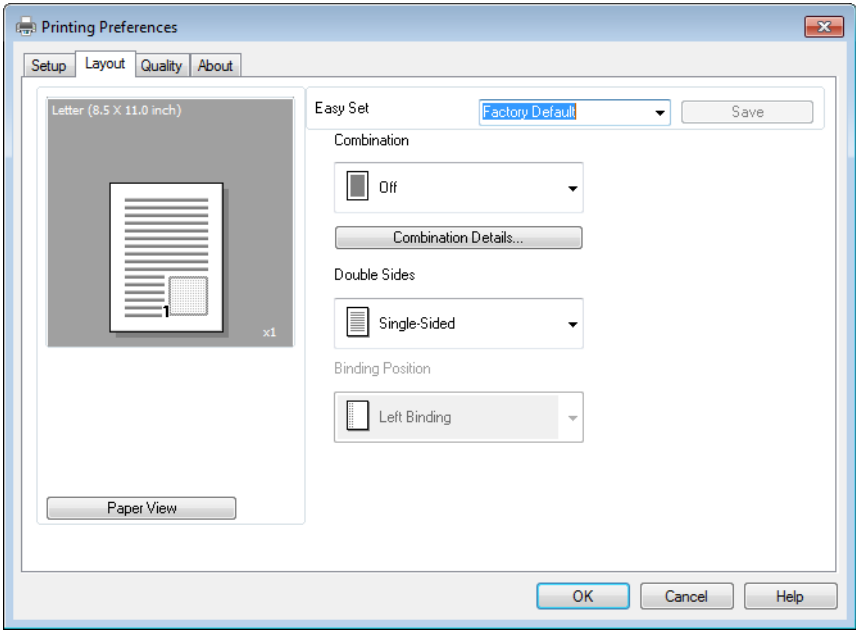 Printing Preferences
Setup Layout Quality About
Letter (8.5 X 11.0 inch)
1
x1
Paper View
Easy Set Factory Default Save
Combination
Off
Combination Details...
Double Sides
Single-Sided
Binding Position
Left Binding
OK Cancel Help